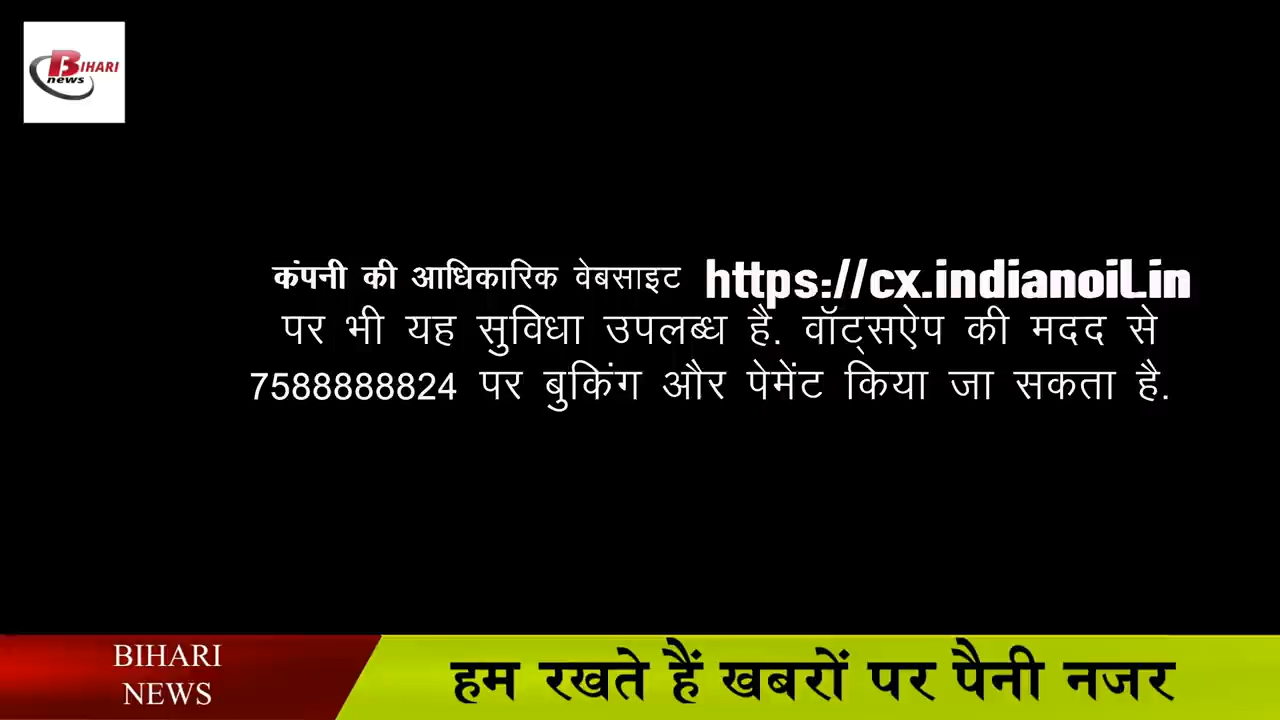 BIHARI
news
कंपनी की आधिकारिक वेबसाइट https://cx.indianoil.in
पर भी यह सुविधा उपलब्ध है. वॉट्सऐप की मदद से
7588888824 पर बुकिंग और पेमेंट किया जा सकता है.
BIHARI
NEWS
हम रखते हैं खबरों पर पैनी नजर